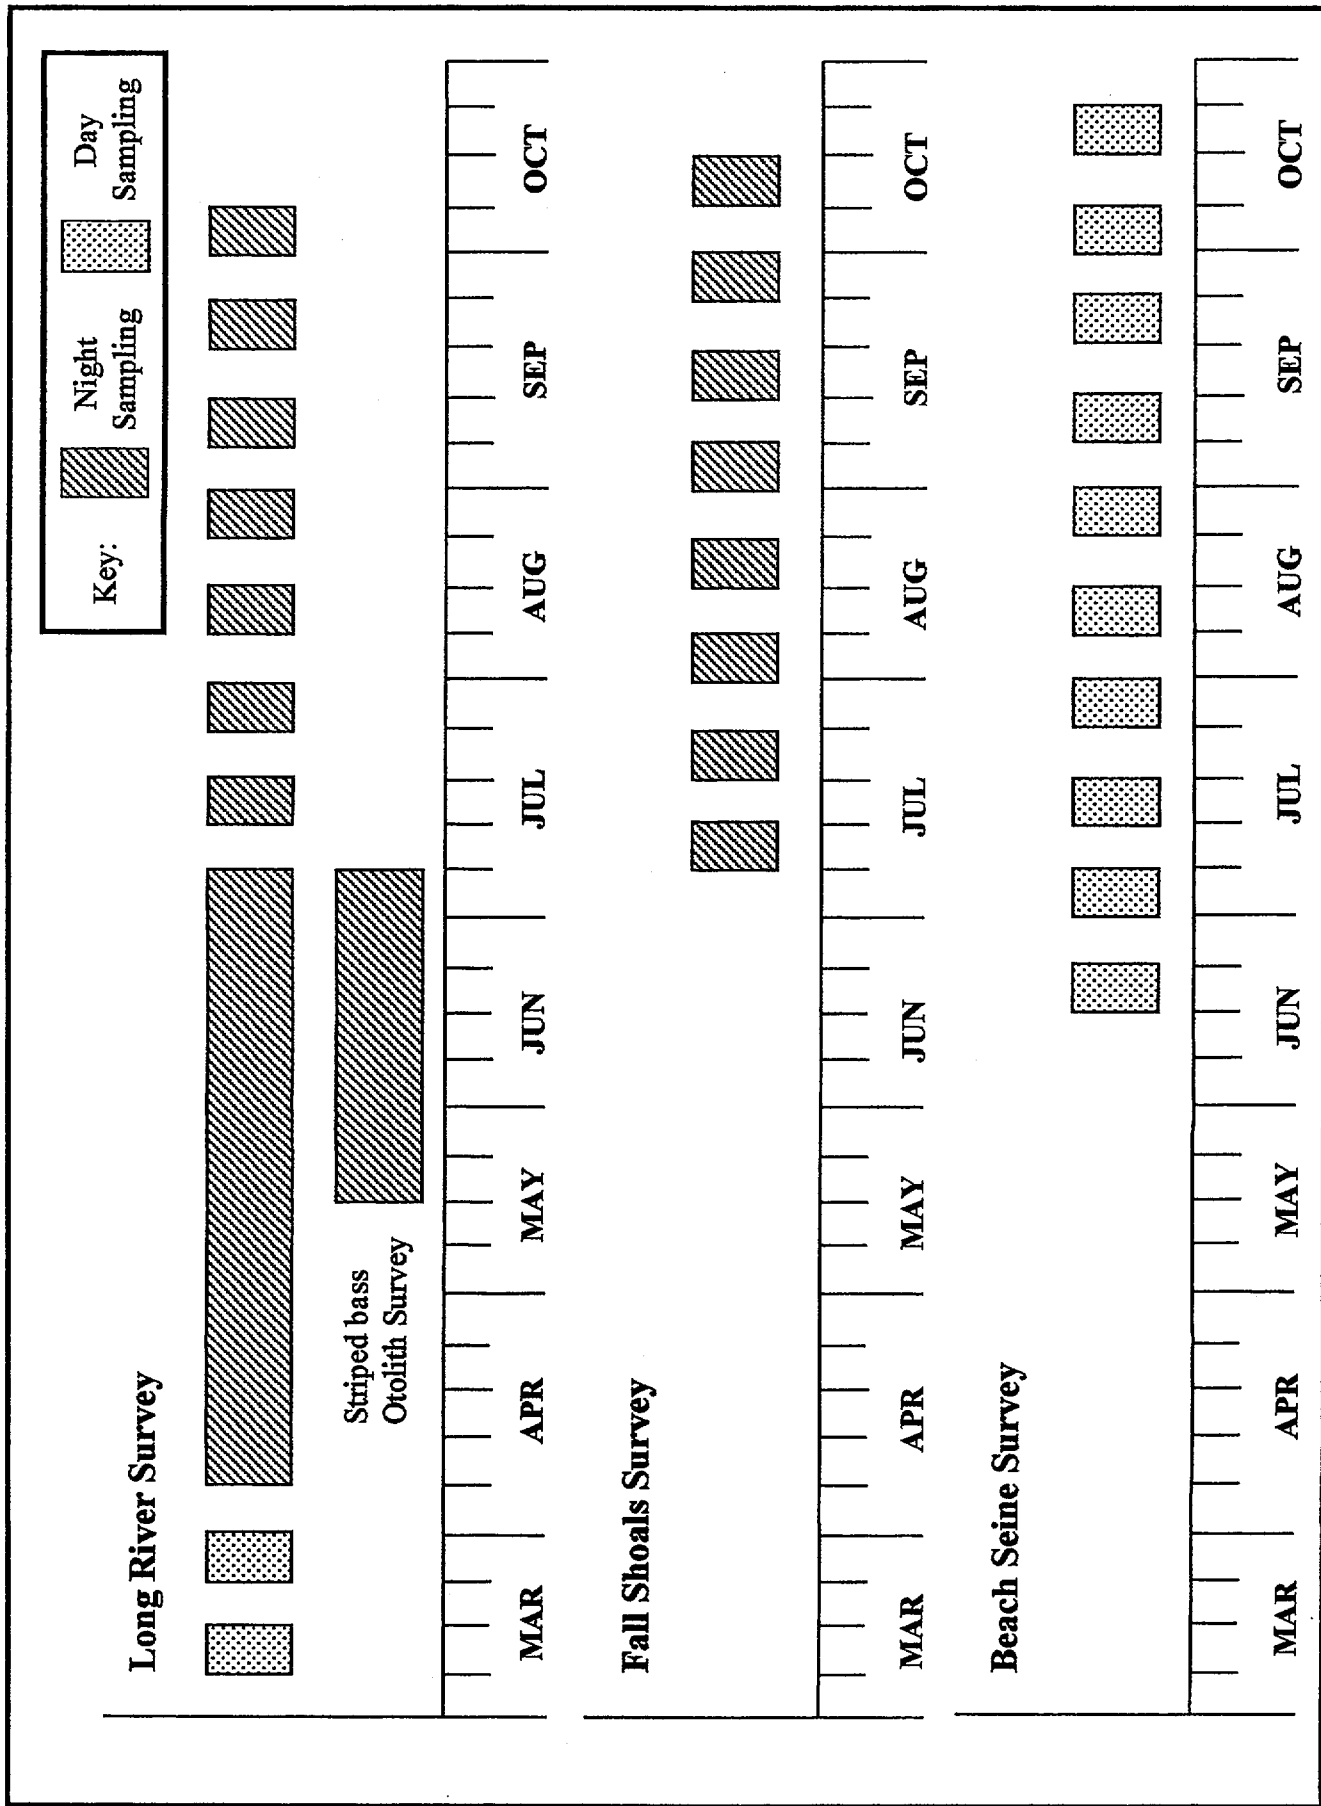 Key:
Night
Sampling
Day
Sampling
Long River Survey
Striped bass
Otolith Survey
MAR APR MAY JUN JUL AUG SEP OCT
Fall Shoals Survey
MAR APR MAY JUN JUL AUG SEP OCT
Beach Seine Survey
MAR APR MAY JUN JUL AUG SEP OCT